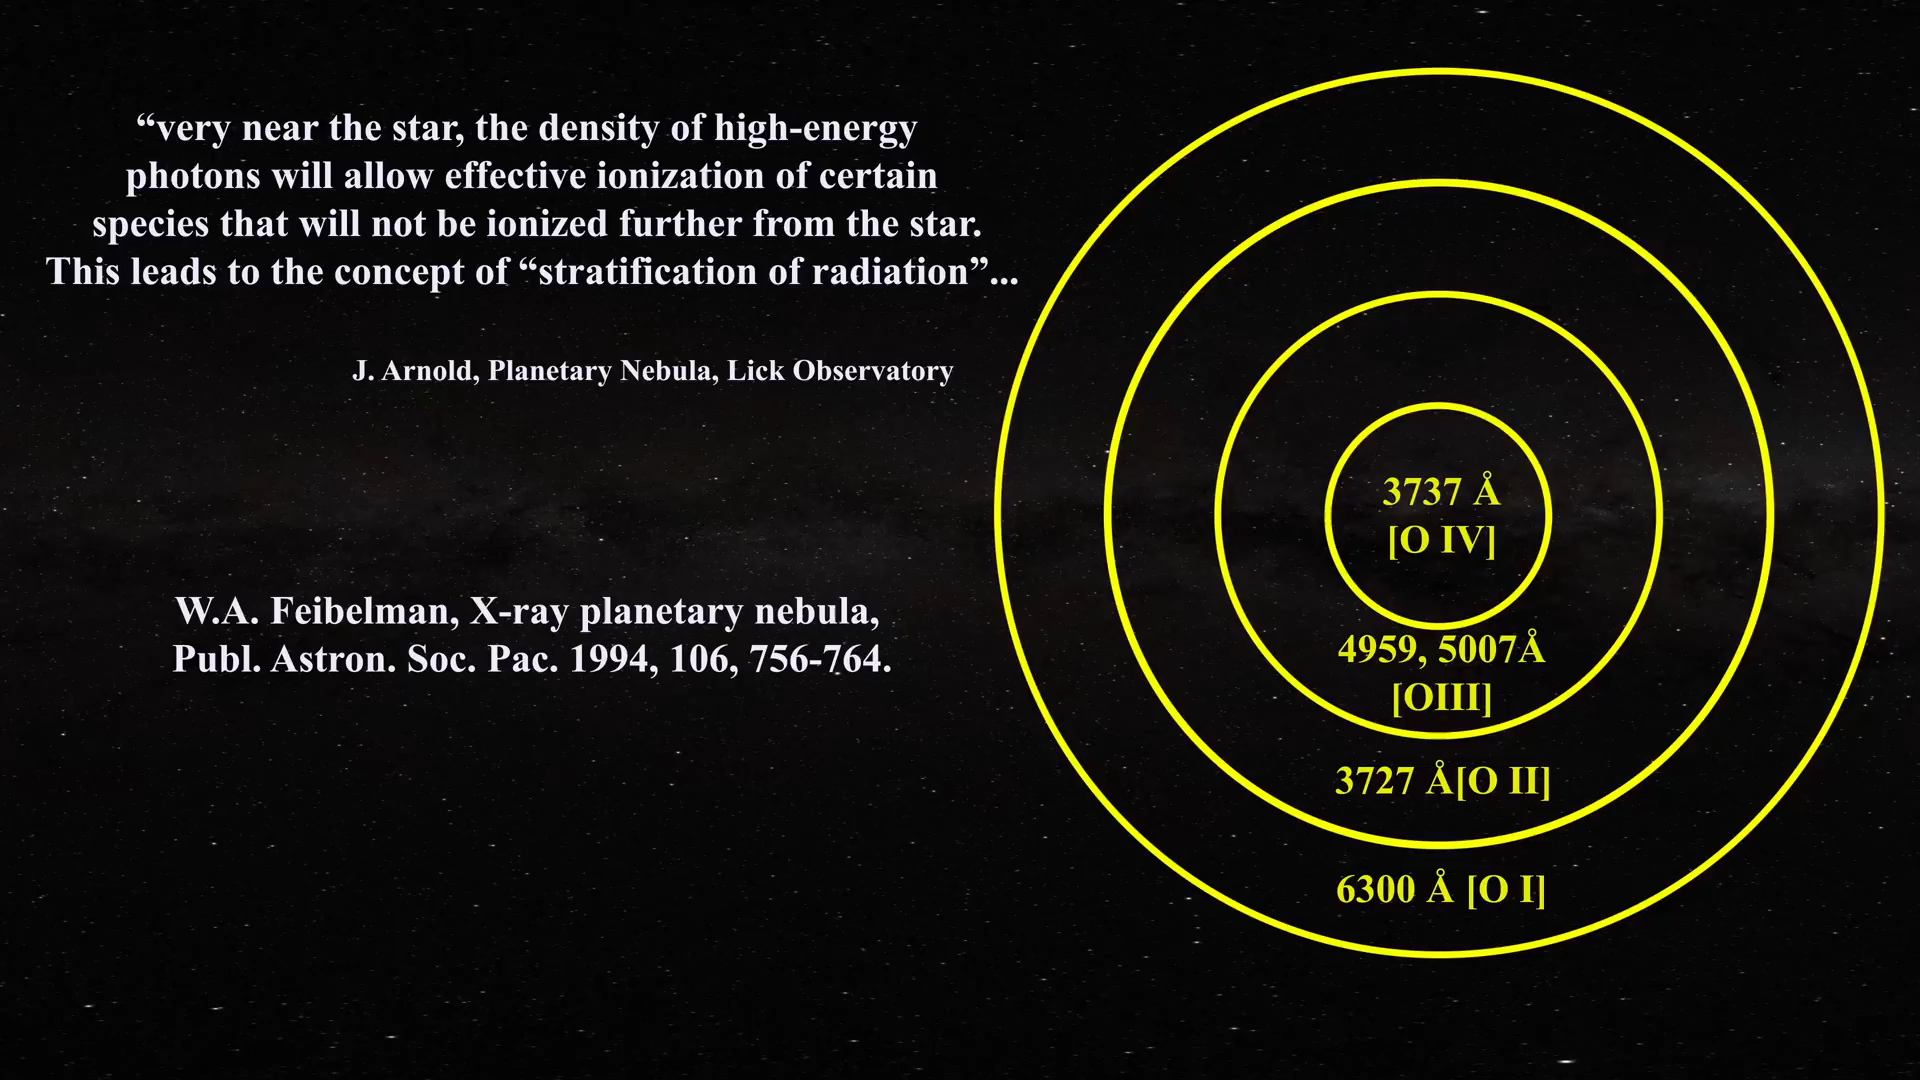 “very near the star, the density of high-energy
photons will allow effective ionization of certain
species that will not be ionized further from the star.
This leads to the concept of “stratification of radiation”...
J. Arnold, Planetary Nebula, Lick Observatory
W.A. Feibelman, X-ray planetary nebula,
Publ. Astron. Soc. Pac. 1994, 106, 756-764.
3737 Å
[O IV]
4959, 5007Å
[OIII]
3727 Å[O II]
6300 Å [O I]